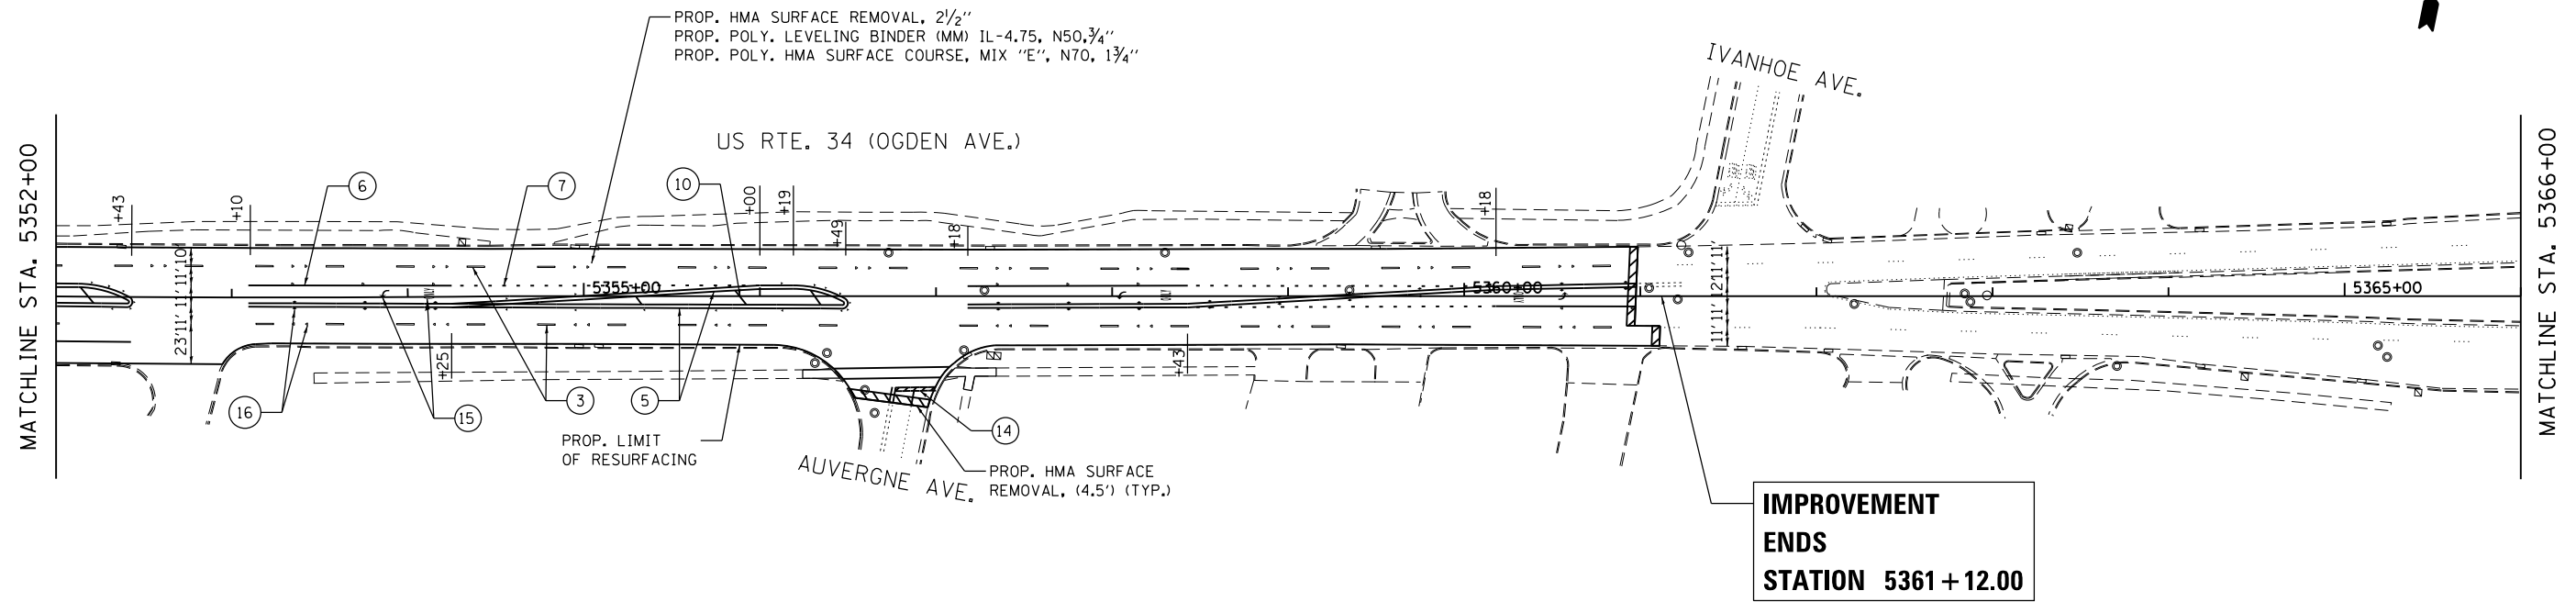 PROP. HMA SURFACE REMOVAL, 2½"
PROP. POLY. LEVELING BINDER (MM) IL-4.75, N50,¾"
PROP. POLY. HMA SURFACE COURSE, MIX "E", N70, 1¾"
IVANHOE AVE.
US RTE. 34 (OGDEN AVE.)
MATCHLINE STA. 5352+00
MATCHLINE STA. 5366+00
6
7
10
+43
+10
+00
+19
+49
+18
+18
11' 11' 10'
23' 11'
5355+00
5360+00
5365+00
12' 11' 11'
11' 11'
+25
+43
16
15
3
5
14
PROP. LIMIT
OF RESURFACING
AUVERGNE AVE.
PROP. HMA SURFACE
REMOVAL, (4.5') (TYP.)
IMPROVEMENT
ENDS
STATION 5361+12.00